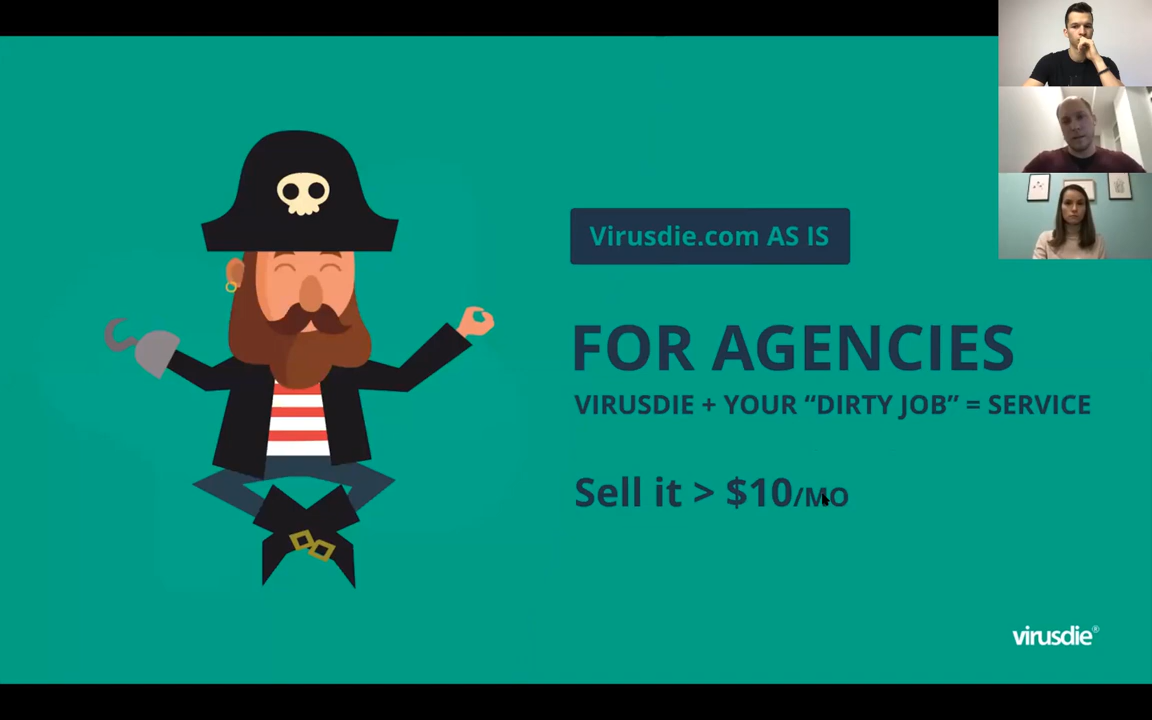 Virusdie.com AS IS
FOR AGENCIES
VIRUSDIE + YOUR “DIRTY JOB” = SERVICE
Sell it > $10/MO
virusdie®